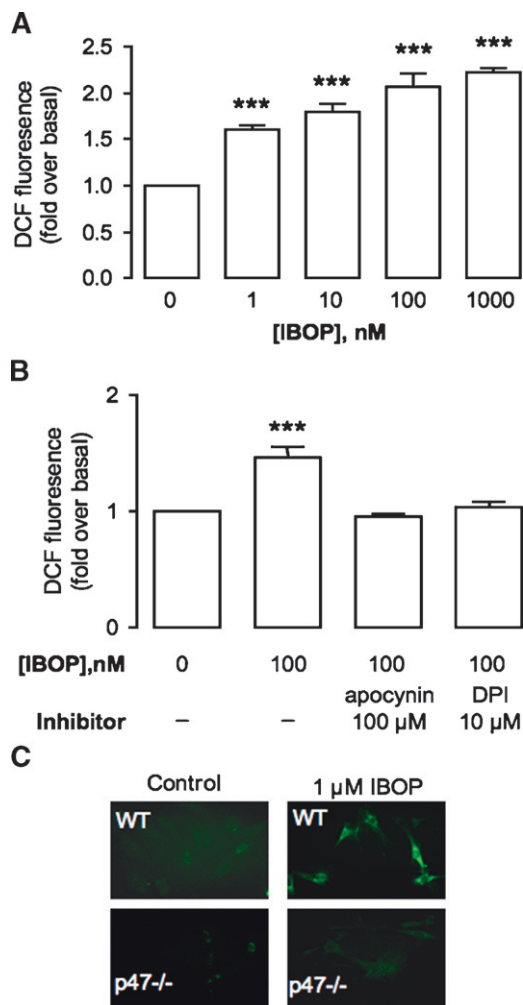 A
DCF fluoresence
(fold over basal)
2.5
2.0
1.5
1.0
0.5
0.0
***
***
***
***
0 1 10 100 1000
[IBOP], nM
B
DCF fluoresence
(fold over basal)
2
1
0
***
[IBOP],nM 0 100 100 100
apocynin DPI
Inhibitor – – 100 µM 10 µM
C
Control 1 µM IBOP
WT WT
p47-/- p47-/-